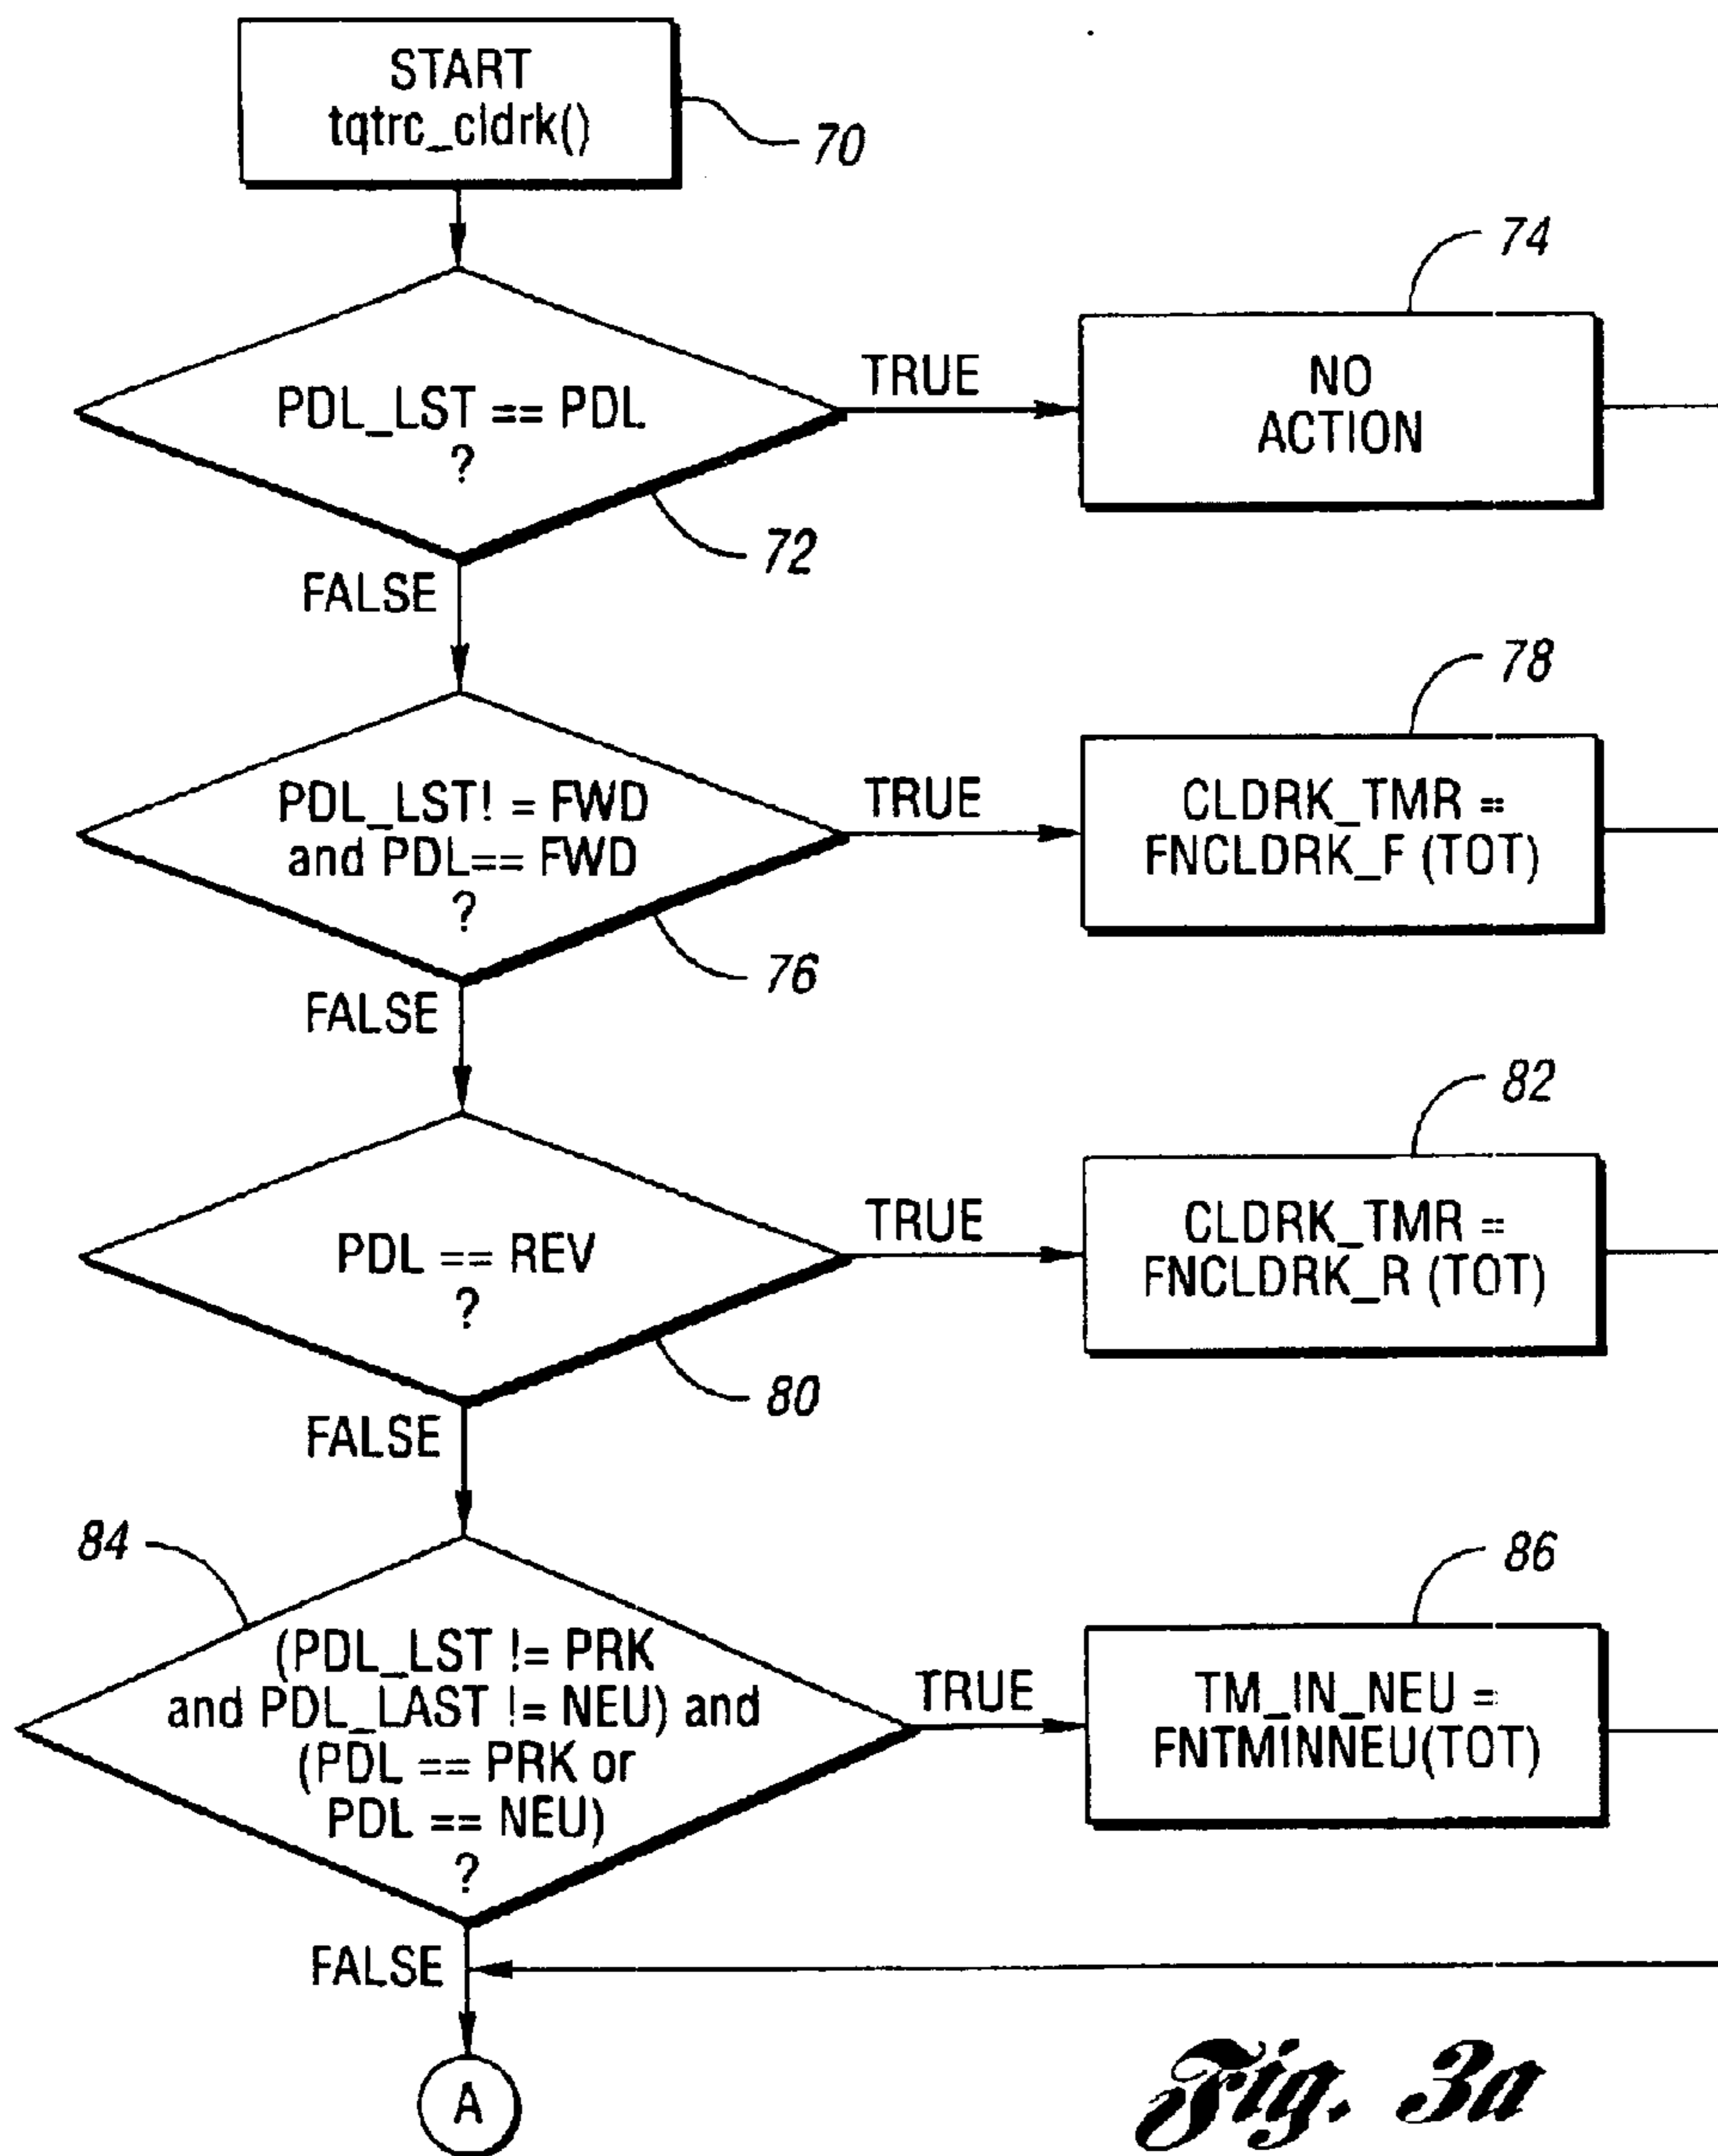 START
tqtrc_cldrk()
70
PDL_LST == PDL
?
72
TRUE
NO
ACTION
74
FALSE
PDL_LST! = FWD
and PDL== FWD
?
76
TRUE
CLDRK_TMR =
FNCLDRK_F (TOT)
78
FALSE
PDL == REV
?
80
TRUE
CLDRK_TMR =
FNCLDRK_R (TOT)
82
FALSE
84
(PDL_LST != PRK
and PDL_LAST != NEU) and
(PDL == PRK or
PDL == NEU)
?
TRUE
TM_IN_NEU =
FNTMINNEU(TOT)
86
FALSE
A
Fig. 3a